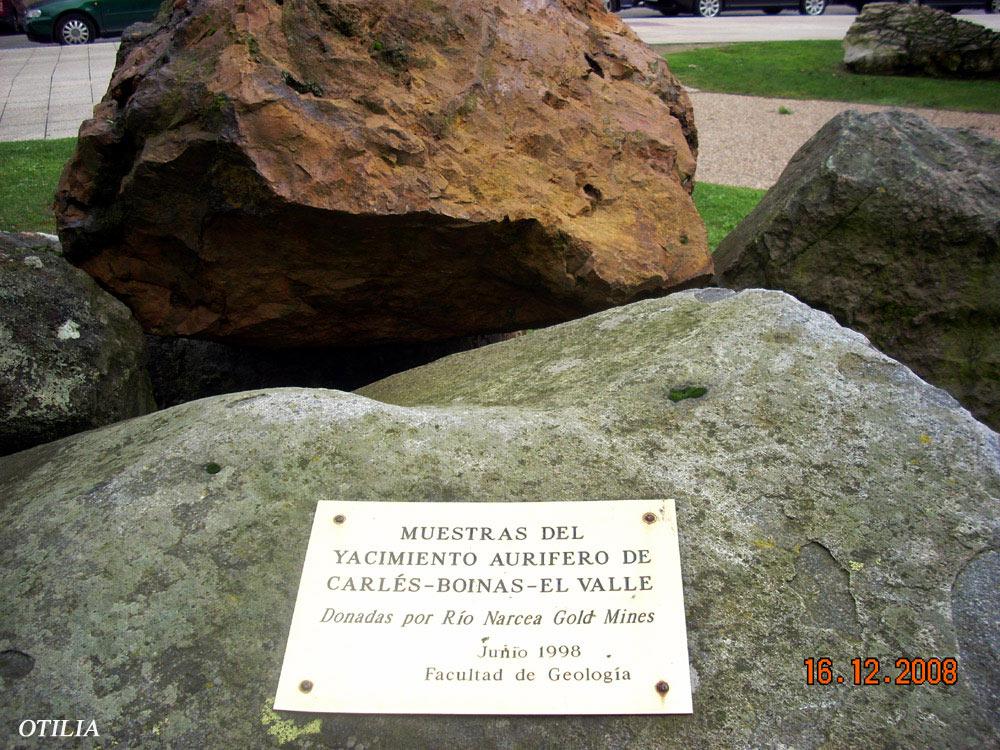 MUESTRAS DEL
YACIMIENTO AURIFERO DE
CARLÉS-BOINAS-EL VALLE
Donadas por Río Narcea Gold Mines
Junio 1998
Facultad de Geología
16.12.2008
OTILIA